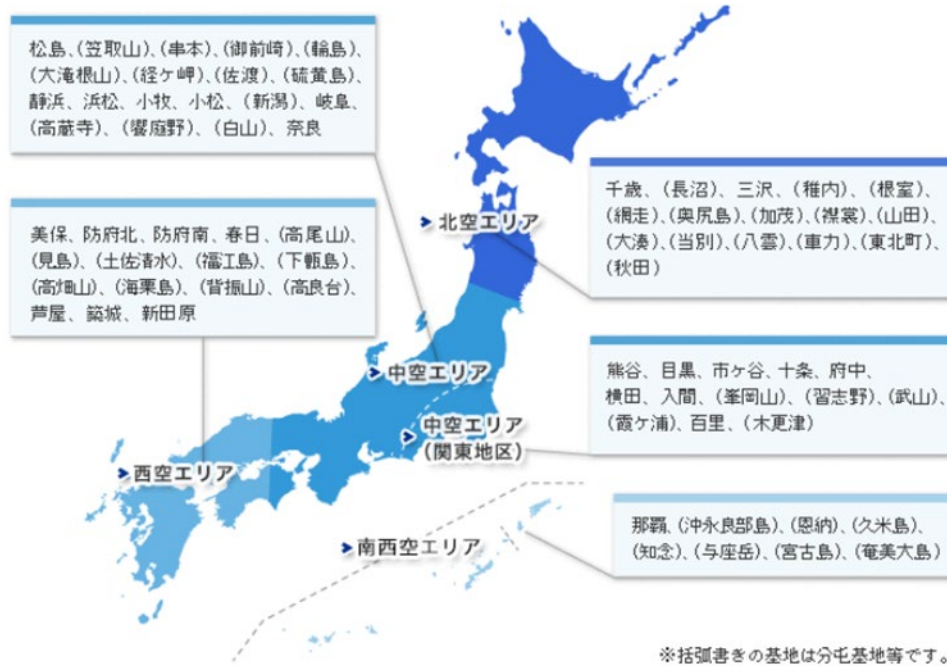 松島、(笠取山)、(串本)、(御前崎)、(輪島)、
(大滝根山)、(経ケ岬)、(佐渡)、(硫黄島)、
静浜、浜松、小牧、小松、(新潟)、岐阜、
(高蔵寺)、(饗庭野)、(白山)、奈良
美保、防府北、防府南、春日、(高尾山)、
(見島)、(土佐清水)、(福江島)、(下甑島)、
(高畑山)、(海栗島)、(背振山)、(高良台)、
芦屋、築城、新田原
北空エリア
千歳、(長沼)、三沢、(稚内)、(根室)、
(網走)、(奥尻島)、(加茂)、(襟裳)、(山田)、
(大湊)、(当別)、(八雲)、(車力)、(東北町)、
(秋田)
中空エリア
中空エリア
(関東地区)
熊谷、目黒、市ヶ谷、十条、府中、
横田、入間、(峯岡山)、(習志野)、(武山)、
(霞ケ浦)、百里、(木更津)
西空エリア
南西空エリア
那覇、(沖永良部島)、(恩納)、(久米島)、
(知念)、(与座岳)、(宮古島)、(奄美大島)
※括弧書きの基地は分屯基地等です。